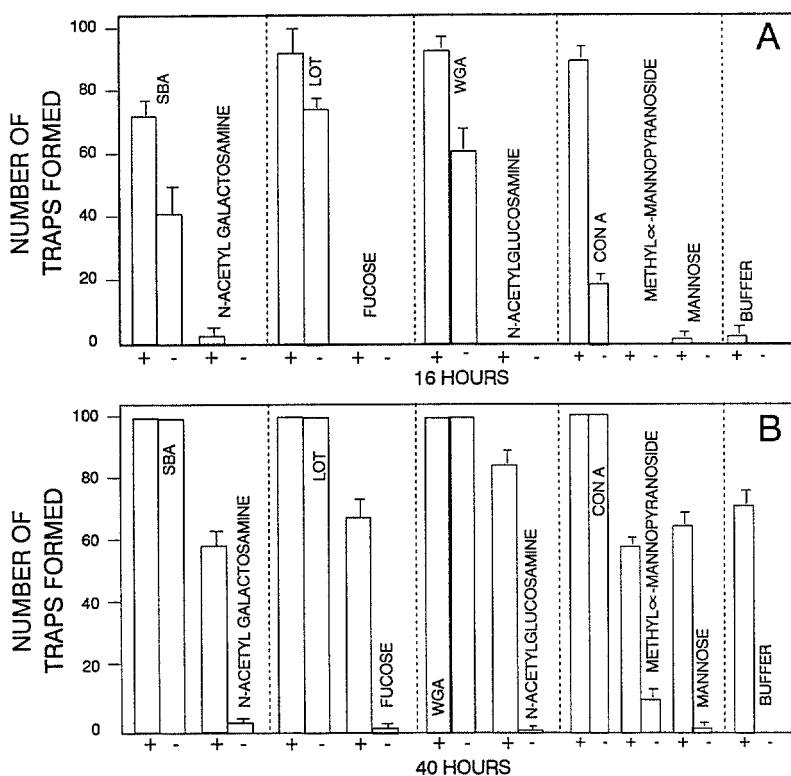 A
NUMBER OF
TRAPS FORMED
100
80
60
40
20
0
SBA
N-ACETYL GALACTOSAMINE
LOT
FUCOSE
WGA
N-ACETYLGLUCOSAMINE
CON A
METHYL∝-MANNOPYRANOSIDE
MANNOSE
BUFFER
+ - + - + - + - + - + - + - + - + - + -
16 HOURS
B
NUMBER OF
TRAPS FORMED
100
80
60
40
20
0
SBA
N-ACETYL GALACTOSAMINE
LOT
FUCOSE
WGA
N-ACETYLGLUCOSAMINE
CON A
METHYL∝-MANNOPYRANOSIDE
MANNOSE
BUFFER
+ - + - + - + - + - + - + - + - + - + -
40 HOURS